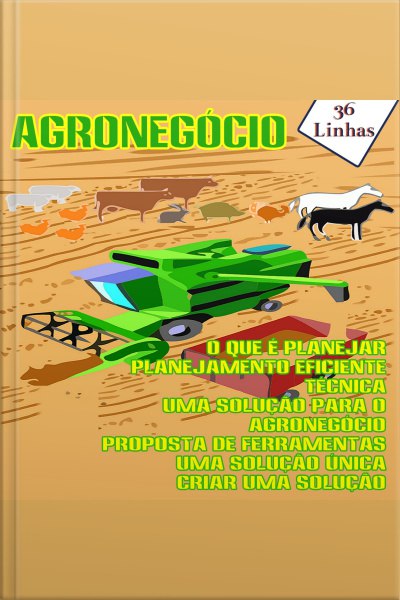 36
Linhas
AGRONEGÓCIO
O QUE É PLANEJAR
PLANEJAMENTO EFICIENTE
TÉCNICA
UMA SOLUÇÃO PARA O
AGRONEGÓCIO
PROPOSTA DE FERRAMENTAS
UMA SOLUÇÃO ÚNICA
CRIAR UMA SOLUÇÃO